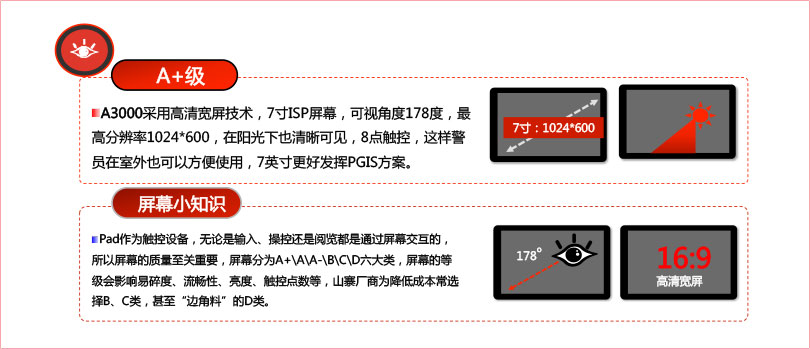 A+级
A3000采用高清宽屏技术，7寸ISP屏幕，可视角度178度，最
高分辨率1024*600，在阳光下也清晰可见，8点触控，这样警
员在室外也可以方便使用，7英寸更好发挥PGIS方案。
7寸：1024*600
屏幕小知识
Pad作为触控设备，无论是输入、操控还是阅览都是通过屏幕交互的，
所以屏幕的质量至关重要，屏幕分为A+\A\A-\B\C\D六大类，屏幕的等
级会影响易碎度、流畅性、亮度、触控点数等，山寨厂商为降低成本常选
择B、C类，甚至“边角料”的D类。
178°
16:9
高清宽屏